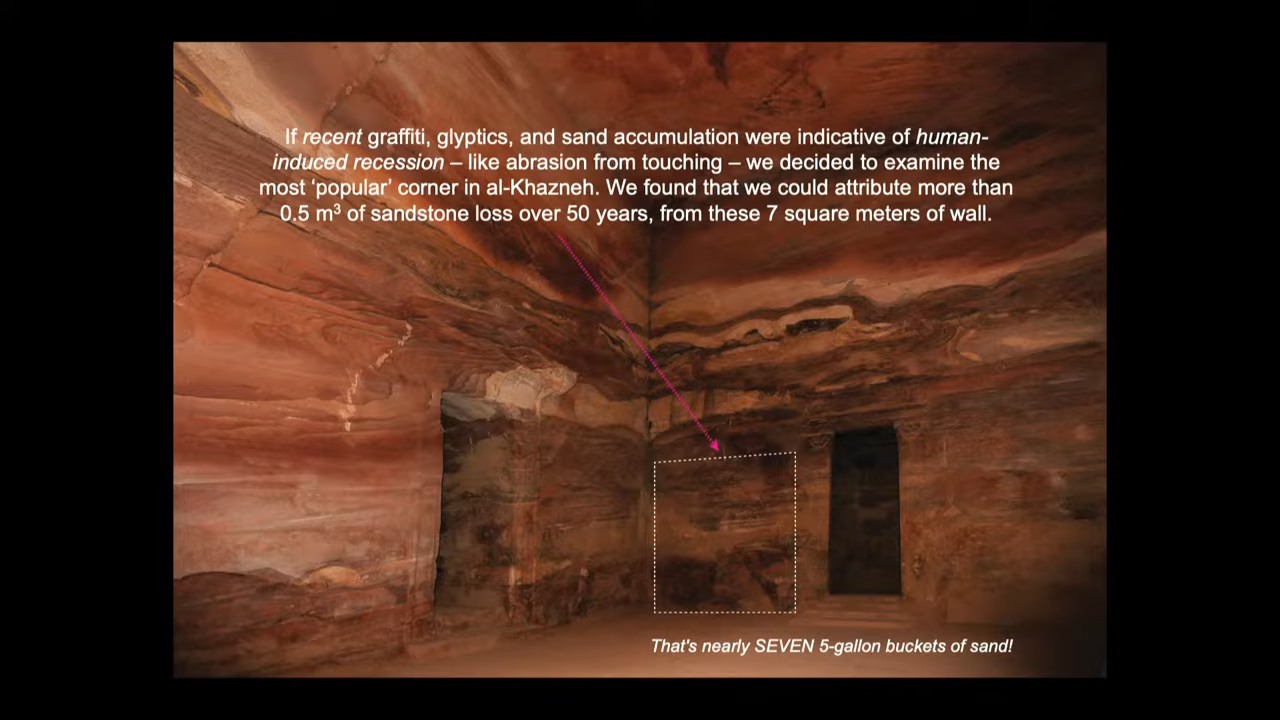 If recent graffiti, glyptics, and sand accumulation were indicative of human-
induced recession – like abrasion from touching – we decided to examine the
most ‘popular’ corner in al-Khazneh. We found that we could attribute more than
0.5 m³ of sandstone loss over 50 years, from these 7 square meters of wall.
That's nearly SEVEN 5-gallon buckets of sand!